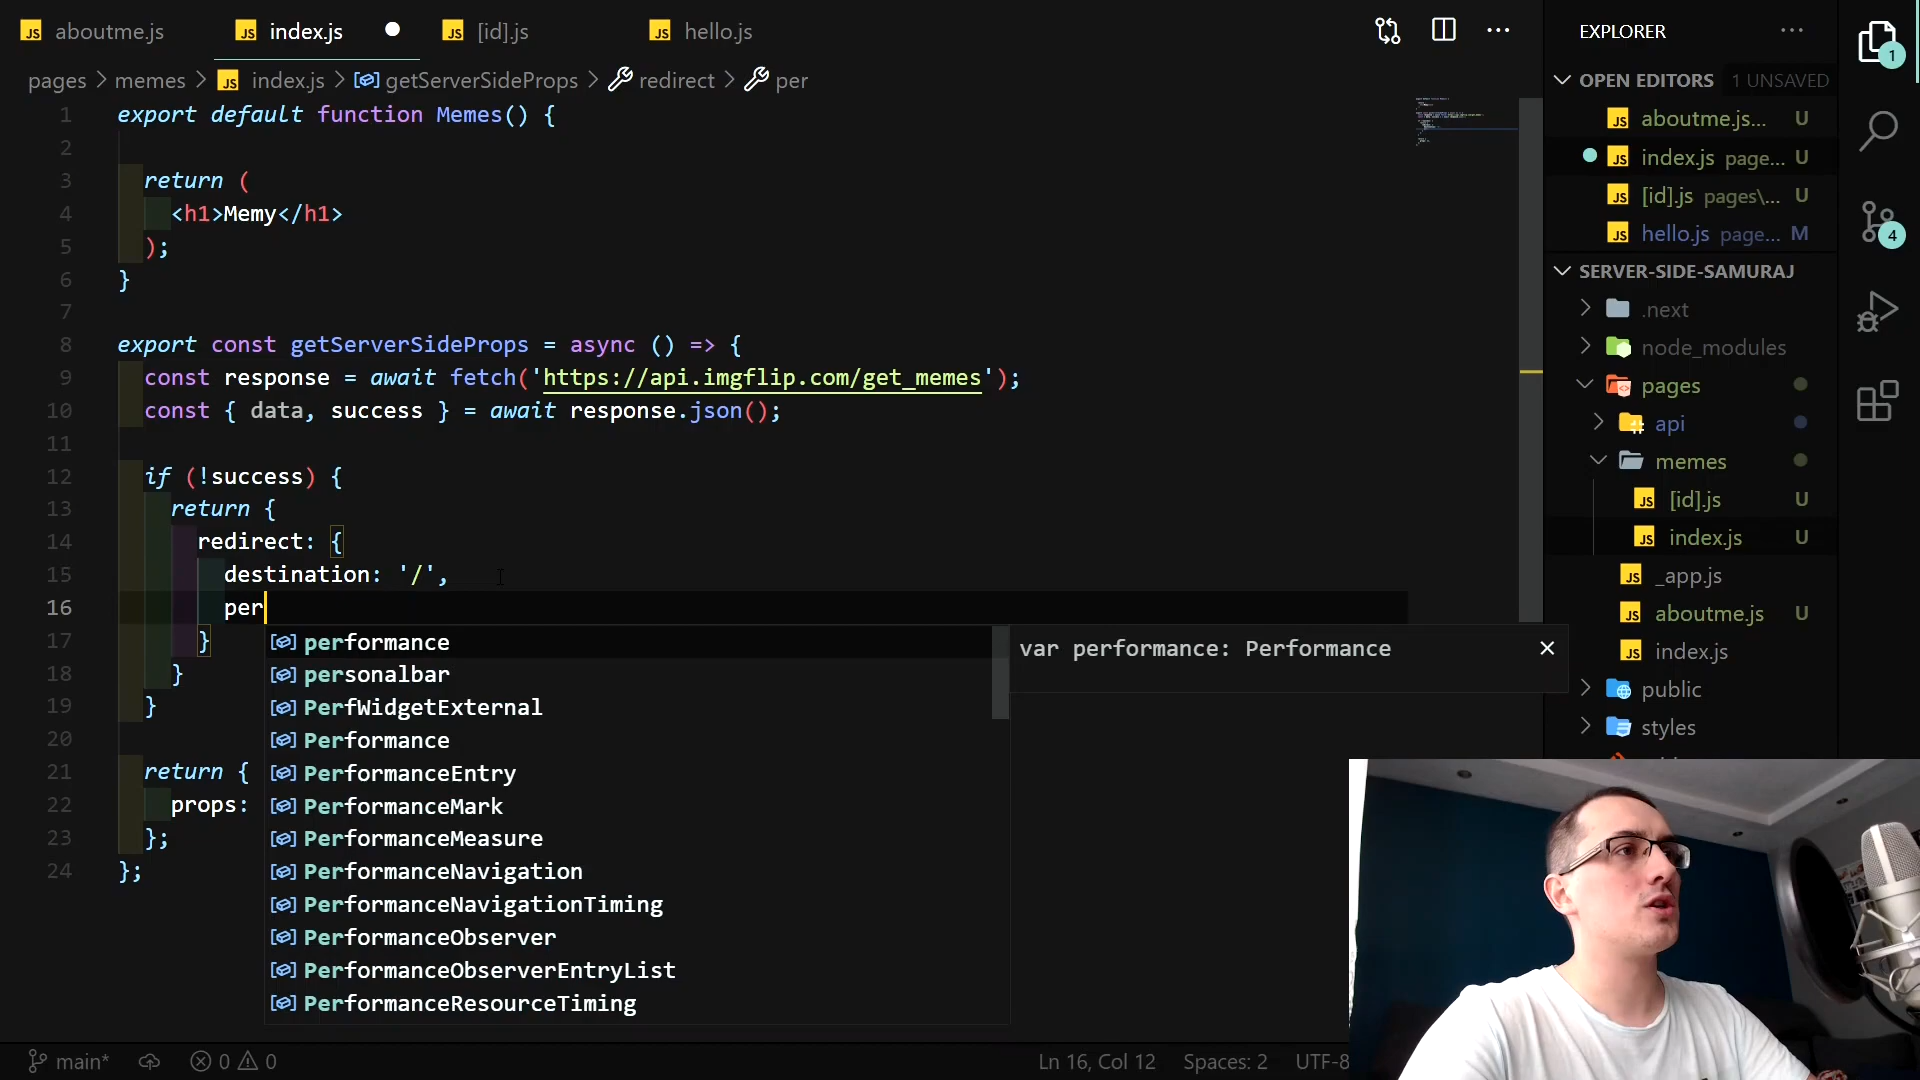 aboutme.js
index.js
[id].js
hello.js
pages > memes > index.js > getServerSideProps > redirect > per
1 export default function Memes() {
2
3 return (
4 <h1>Memy</h1>
5 );
6 }
7
8 export const getServerSideProps = async () => {
9 const response = await fetch('https://api.imgflip.com/get_memes');
10 const { data, success } = await response.json();
11
12 if (!success) {
13 return {
14 redirect: {
15 destination: '/',
16 per
17 }
18 }
19 }
20
21 return {
22 props:
23 };
24 };
performance
personalbar
PerfWidgetExternal
Performance
PerformanceEntry
PerformanceMark
PerformanceMeasure
PerformanceNavigation
PerformanceNavigationTiming
PerformanceObserver
PerformanceObserverEntryList
PerformanceResourceTiming
var performance: Performance
EXPLORER
OPEN EDITORS 1 UNSAVED
aboutme.js... U
index.js page... U
[id].js pages\... U
hello.js page... M
SERVER-SIDE-SAMURAJ
.next
node_modules
pages
api
memes
[id].js U
index.js U
_app.js
aboutme.js U
index.js
public
styles
1
4
main* 0 0
Ln 16, Col 12 Spaces: 2 UTF-8